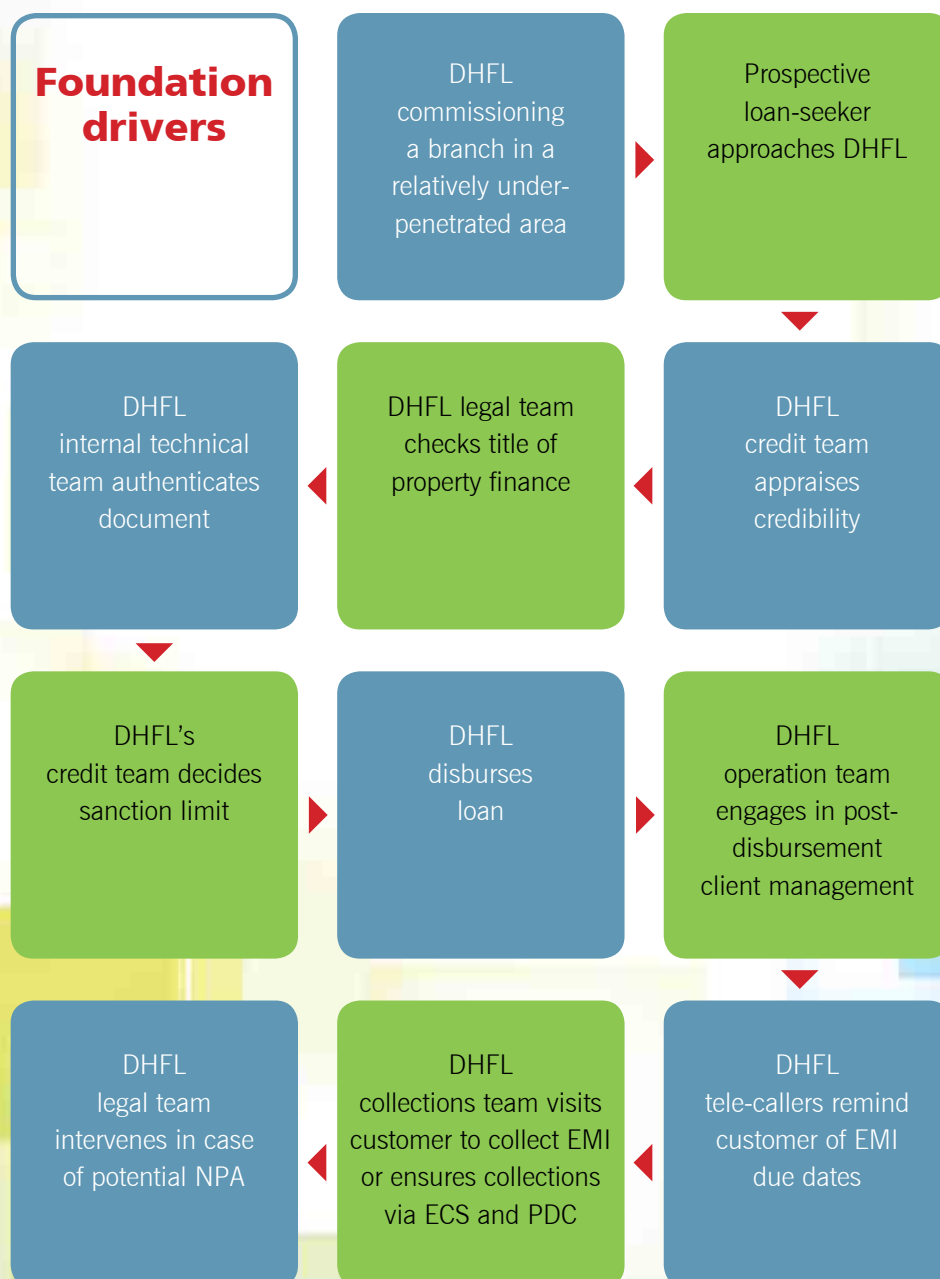 Foundation
drivers
DHFL
commissioning
a branch in a
relatively under-
penetrated area
Prospective
loan-seeker
approaches DHFL
DHFL
credit team
appraises
credibility
DHFL legal team
checks title of
property finance
DHFL
internal technical
team authenticates
document
DHFL's
credit team decides
sanction limit
DHFL
disburses
loan
DHFL
operation team
engages in post-
disbursement
client management
DHFL
tele-callers remind
customer of EMI
due dates
DHFL
collections team visits
customer to collect EMI
or ensures collections
via ECS and PDC
DHFL
legal team
intervenes in case
of potential NPA